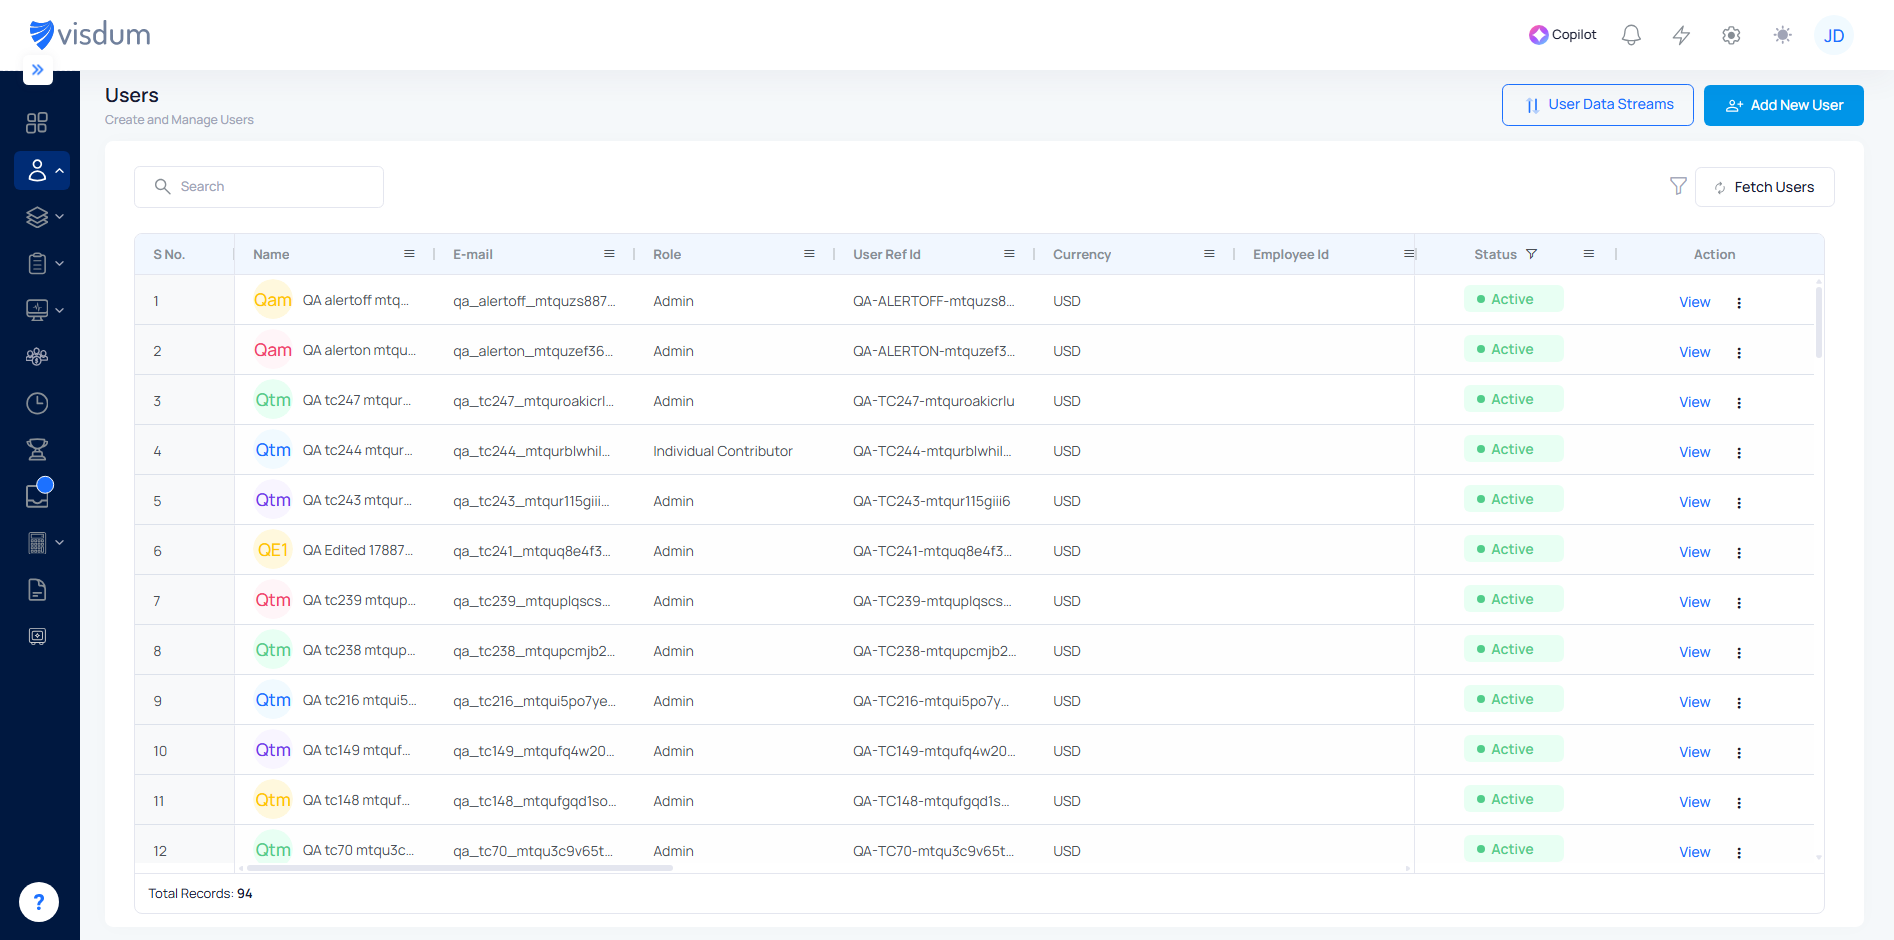 visdum
Copilot
JD
Users
Create and Manage Users
User Data Streams
Add New User
Search
Fetch Users
S No. Name E-mail Role User Ref Id Currency Employee Id Status Action
1 Qam QA alertoff mtq... qa_alertoff_mtquzs887... Admin QA-ALERTOFF-mtquzs8... USD Active View
2 Qam QA alerton mtqu... qa_alerton_mtquzef36... Admin QA-ALERTON-mtquzef3... USD Active View
3 Qtm QA tc247 mtqur... qa_tc247_mtquroakicrl... Admin QA-TC247-mtquroakicrlu USD Active View
4 Qtm QA tc244 mtqur... qa_tc244_mtqurblwhil... Individual Contributor QA-TC244-mtqurblwhil... USD Active View
5 Qtm QA tc243 mtqur... qa_tc243_mtqur115giii... Admin QA-TC243-mtqur115giii6 USD Active View
6 QE1 QA Edited 17887... qa_tc241_mtquq8e4f3... Admin QA-TC241-mtquq8e4f3... USD Active View
7 Qtm QA tc239 mtqup... qa_tc239_mtquplqscs... Admin QA-TC239-mtquplqscs... USD Active View
8 Qtm QA tc238 mtqup... qa_tc238_mtqupcmjb2... Admin QA-TC238-mtqupcmjb2... USD Active View
9 Qtm QA tc216 mtqui5... qa_tc216_mtqui5po7ye... Admin QA-TC216-mtqui5po7y... USD Active View
10 Qtm QA tc149 mtquf... qa_tc149_mtqufq4w20... Admin QA-TC149-mtqufq4w20... USD Active View
11 Qtm QA tc148 mtquf... qa_tc148_mtqufgqd1so... Admin QA-TC148-mtqufgqd1s... USD Active View
12 Qtm QA tc70 mtqu3c... qa_tc70_mtqu3c9v65t... Admin QA-TC70-mtqu3c9v65t... USD Active View
Total Records: 94
?